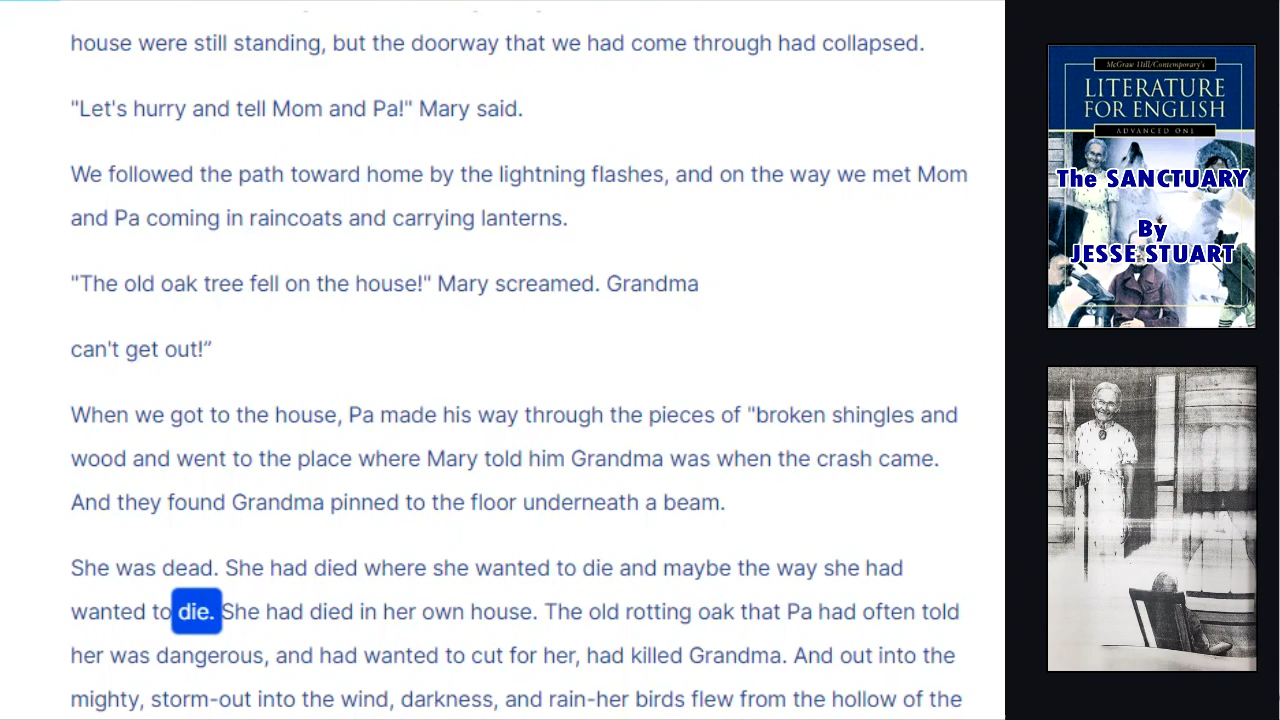 house were still standing, but the doorway that we had come through had collapsed.
"Let's hurry and tell Mom and Pa!" Mary said.
We followed the path toward home by the lightning flashes, and on the way we met Mom
and Pa coming in raincoats and carrying lanterns.
"The old oak tree fell on the house!" Mary screamed. Grandma
can't get out!”
When we got to the house, Pa made his way through the pieces of "broken shingles and
wood and went to the place where Mary told him Grandma was when the crash came.
And they found Grandma pinned to the floor underneath a beam.
She was dead. She had died where she wanted to die and maybe the way she had
wanted to die. She had died in her own house. The old rotting oak that Pa had often told
her was dangerous, and had wanted to cut for her, had killed Grandma. And out into the
mighty, storm-out into the wind, darkness, and rain-her birds flew from the hollow of the
McGraw Hill/Contemporary's
LITERATURE
FOR ENGLISH
ADVANCED ONE
The SANCTUARY
By
JESSE STUART